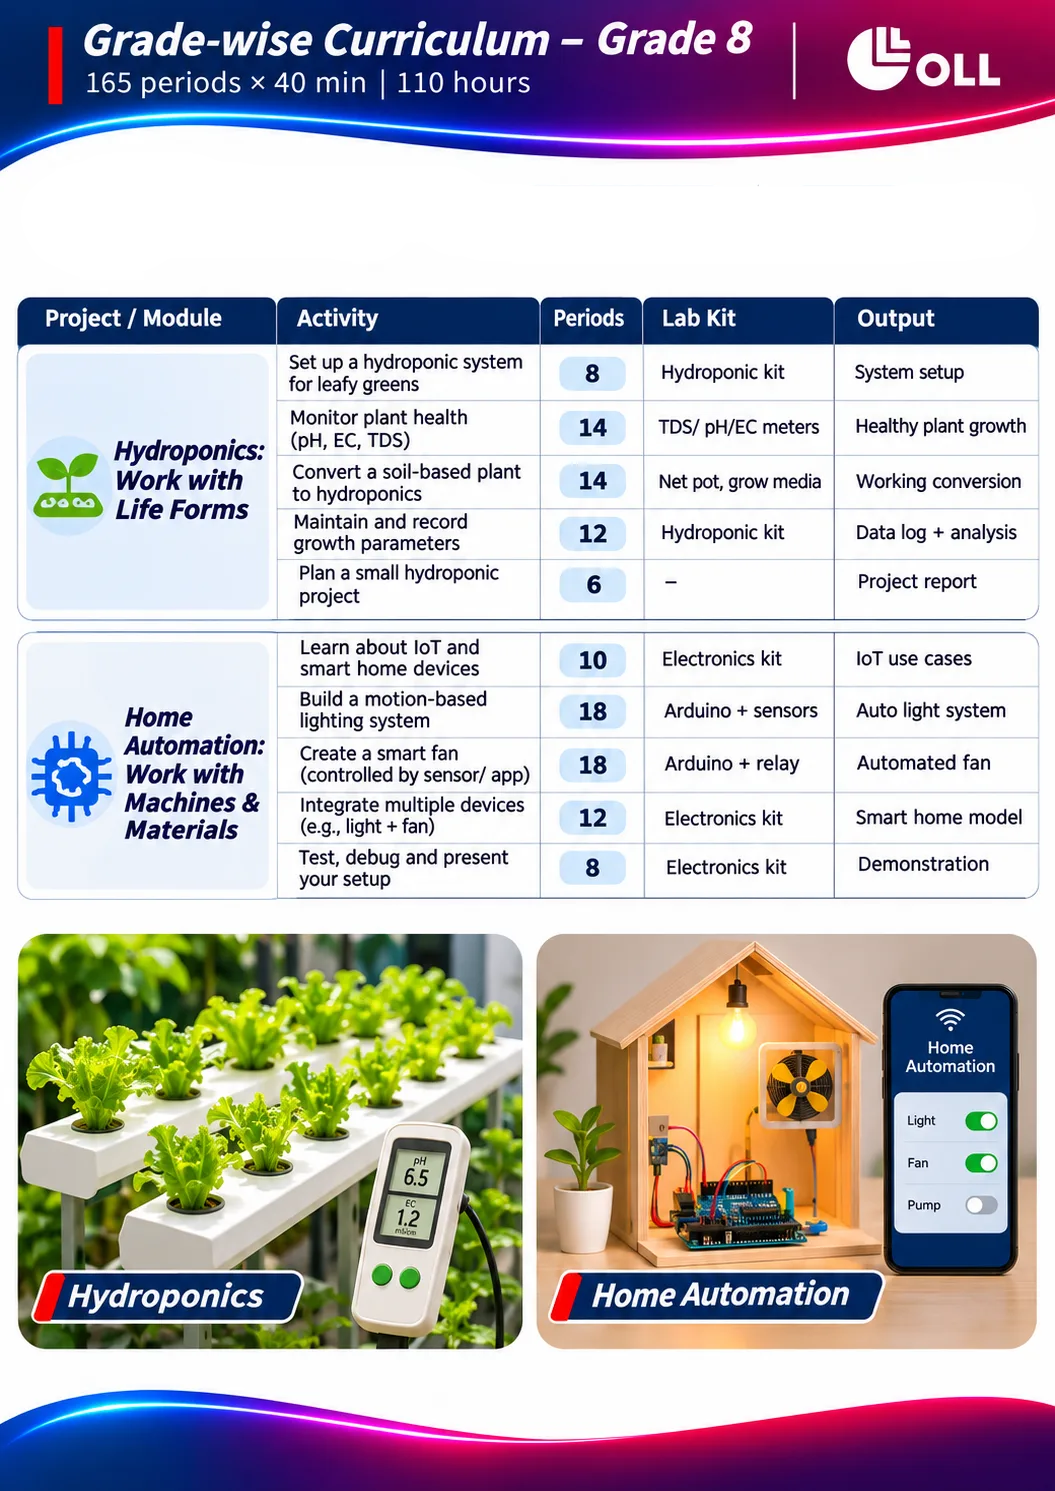 Grade-wise Curriculum – Grade 8
165 periods × 40 min | 110 hours
OLL
Project / Module
Activity
Periods
Lab Kit
Output
Hydroponics:
Work with
Life Forms
Set up a hydroponic system
for leafy greens
8
Hydroponic kit
System setup
Monitor plant health
(pH, EC, TDS)
14
TDS/ pH/EC meters
Healthy plant growth
Convert a soil-based plant
to hydroponics
14
Net pot, grow media
Working conversion
Maintain and record
growth parameters
12
Hydroponic kit
Data log + analysis
Plan a small hydroponic
project
6
–
Project report
Home
Automation:
Work with
Machines &
Materials
Learn about IoT and
smart home devices
10
Electronics kit
IoT use cases
Build a motion-based
lighting system
18
Arduino + sensors
Auto light system
Create a smart fan
(controlled by sensor/ app)
18
Arduino + relay
Automated fan
Integrate multiple devices
(e.g., light + fan)
12
Electronics kit
Smart home model
Test, debug and present
your setup
8
Electronics kit
Demonstration
pH
6.5
EC
1.2
mS/cm
Hydroponics
Home
Automation
Light
Fan
Pump
Home Automation